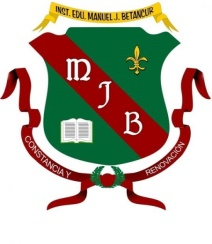 INST. EDU. MANUEL J. BETANCUR
M
J
B
CONSTANCIA Y
RENOVACIÓN